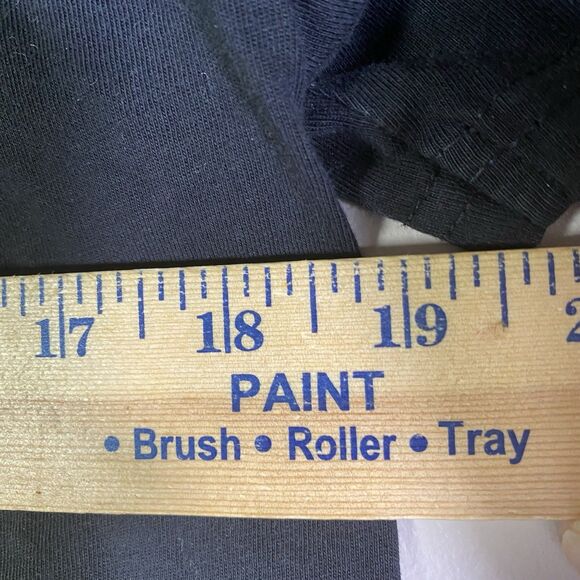 17 18 19 2
PAINT
• Brush • Roller • Tray